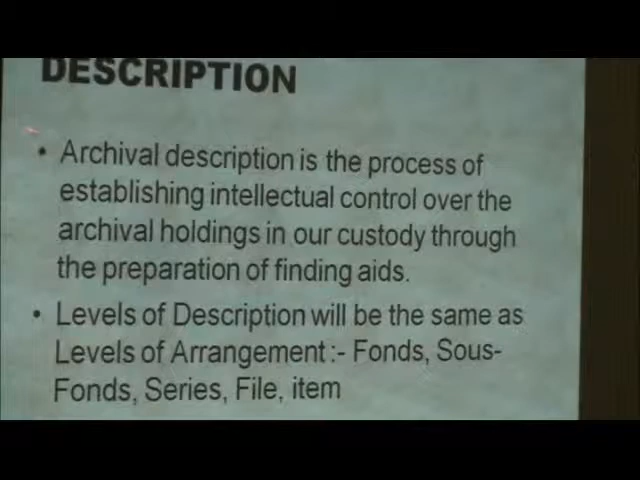 DESCRIPTION
• Archival description is the process of
establishing intellectual control over the
archival holdings in our custody through
the preparation of finding aids.
• Levels of Description will be the same as
Levels of Arrangement :- Fonds, Sous-
Fonds, Series, File, item